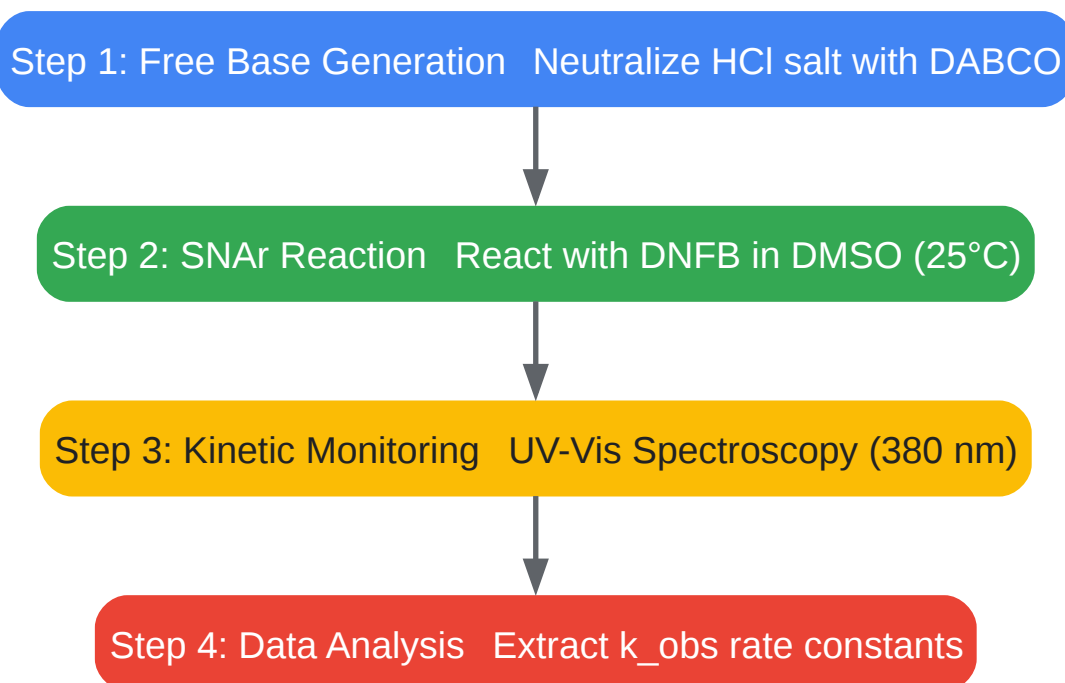 Step 1: Free Base Generation Neutralize HCl salt with DABCO
Step 2: SNAr Reaction React with DNFB in DMSO (25°C)
Step 3: Kinetic Monitoring UV-Vis Spectroscopy (380 nm)
Step 4: Data Analysis Extract k_obs rate constants